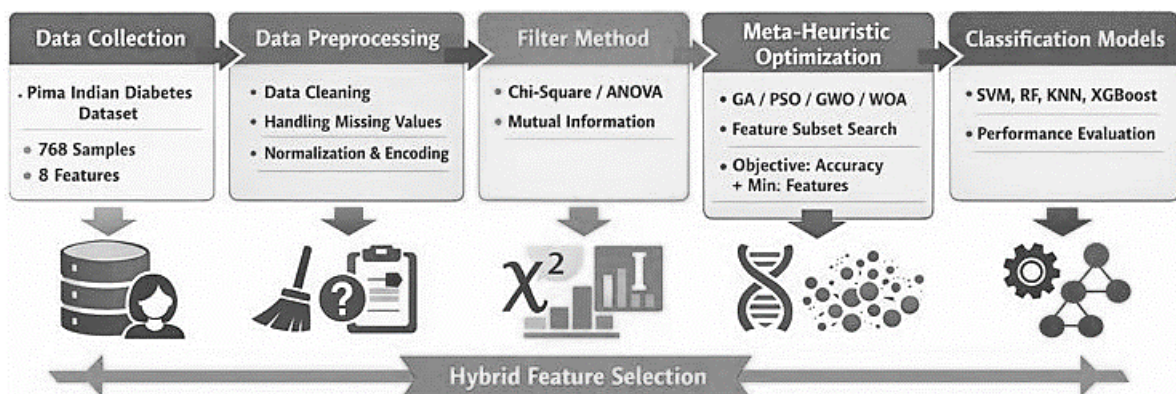 Data Collection
. Pima Indian Diabetes
Dataset
• 768 Samples
• 8 Features
Data Preprocessing
• Data Cleaning
• Handling Missing Values
• Normalization & Encoding
Filter Method
• Chi-Square / ANOVA
• Mutual Information
Meta-Heuristic
Optimization
• GA / PSO / GWO / WOA
• Feature Subset Search
• Objective: Accuracy
+ Min: Features
Classification Models
• SVM, RF, KNN, XGBoost
• Performance Evaluation
?
χ²
I
Hybrid Feature Selection